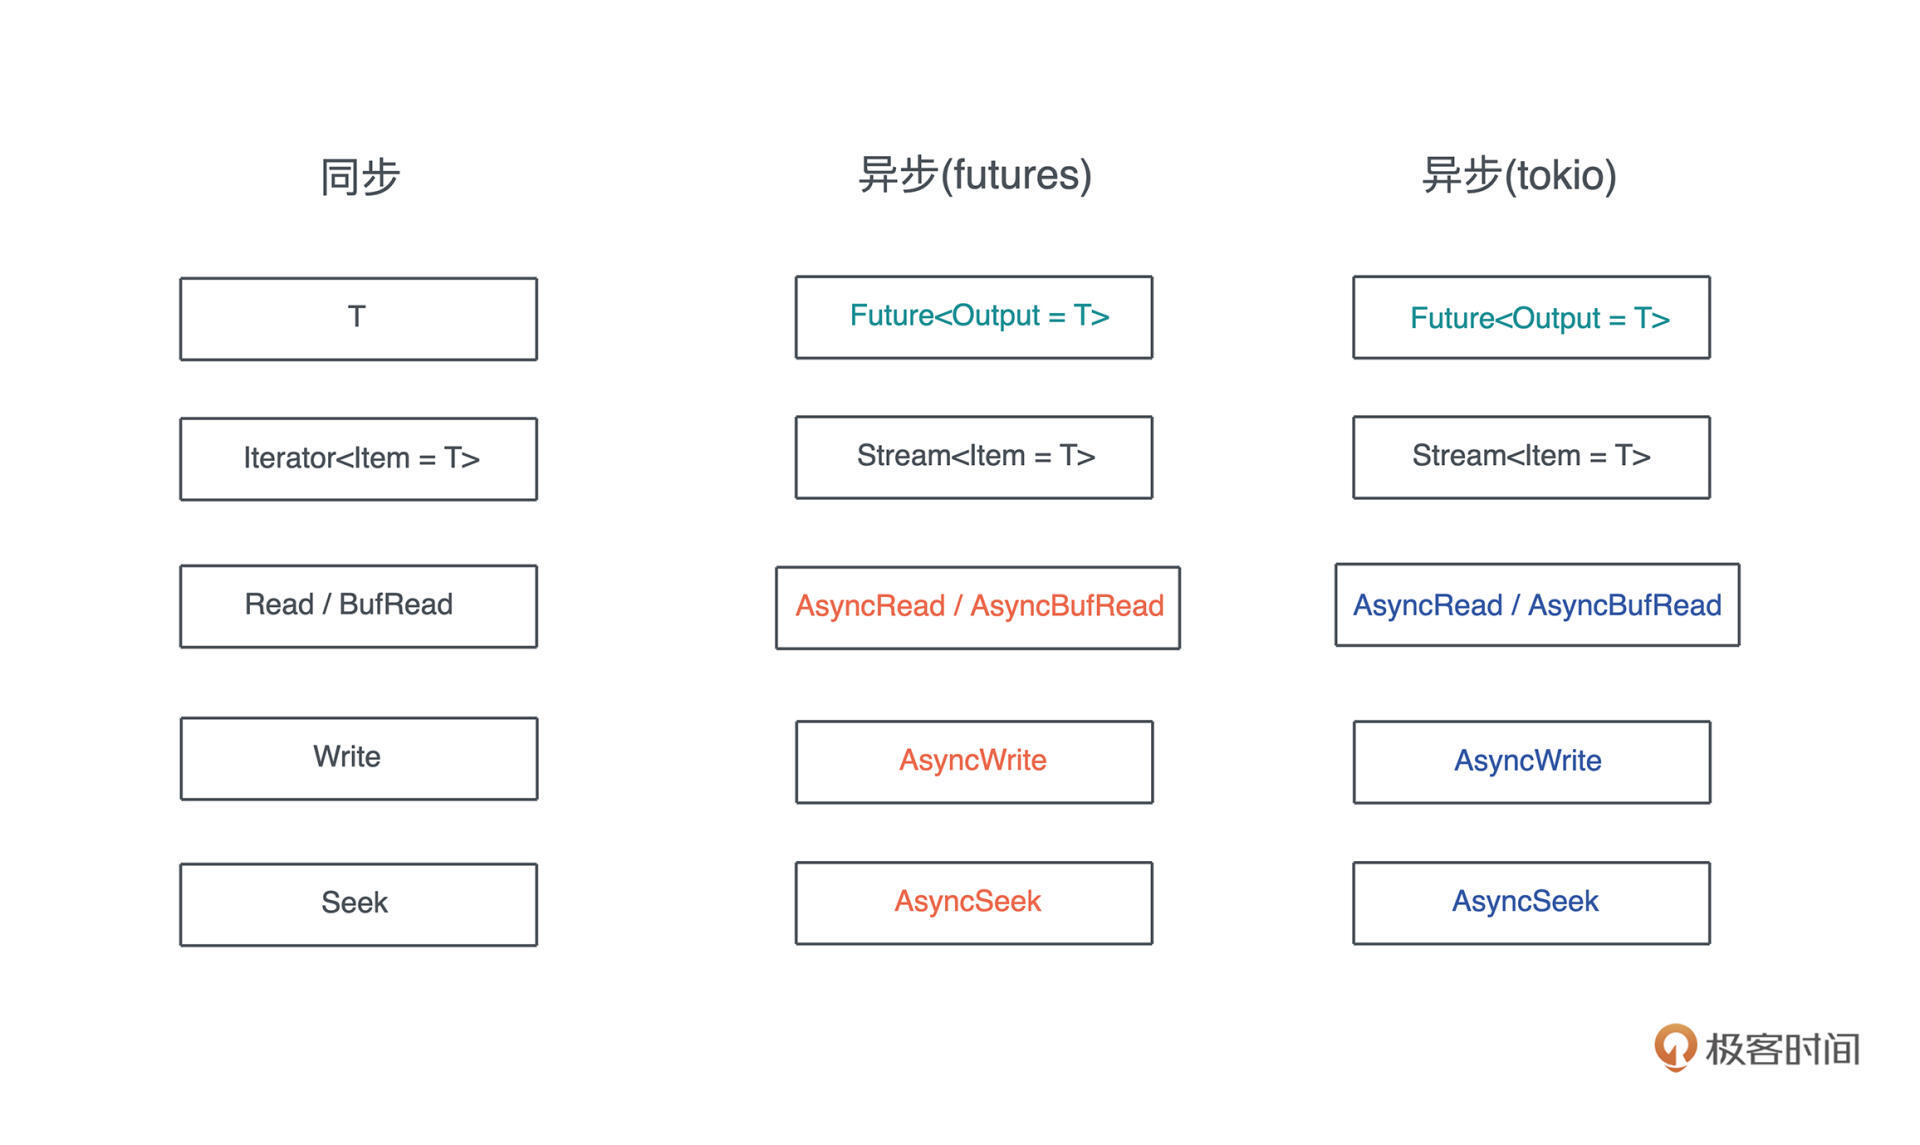 同步
异步(futures)
异步(tokio)
T
Future<Output = T>
Future<Output = T>
Iterator<Item = T>
Stream<Item = T>
Stream<Item = T>
Read / BufRead
AsyncRead / AsyncBufRead
AsyncRead / AsyncBufRead
Write
AsyncWrite
AsyncWrite
Seek
AsyncSeek
AsyncSeek
极客时间